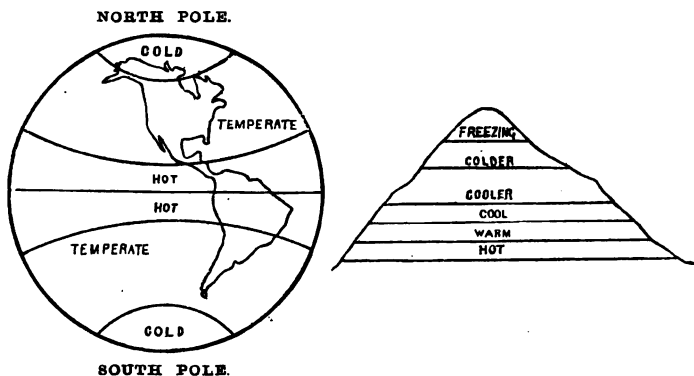 NORTH POLE.
COLD
TEMPERATE
HOT
HOT
TEMPERATE
COLD
SOUTH POLE.
FREEZING
COLDER
COOLER
COOL
WARM
HOT